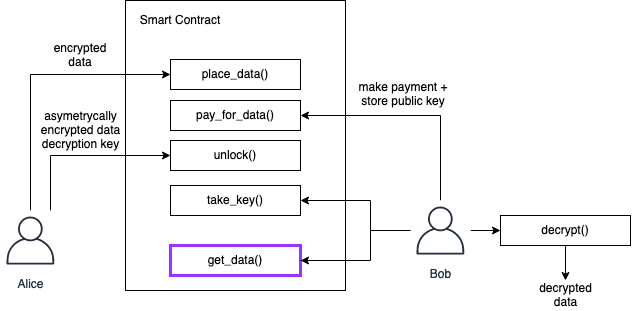 Smart Contract
encrypted
data
place_data()
make payment +
store public key
pay_for_data()
asymetrycally
encrypted data
decryption key
unlock()
take_key()
get_data()
decrypt()
Alice
Bob
decrypted
data